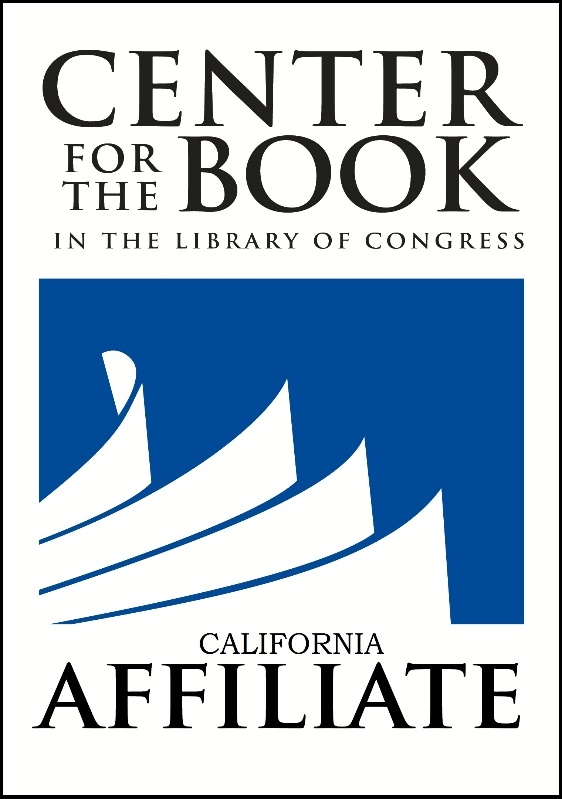 CENTER
FOR THE BOOK
IN THE LIBRARY OF CONGRESS
CALIFORNIA
AFFILIATE